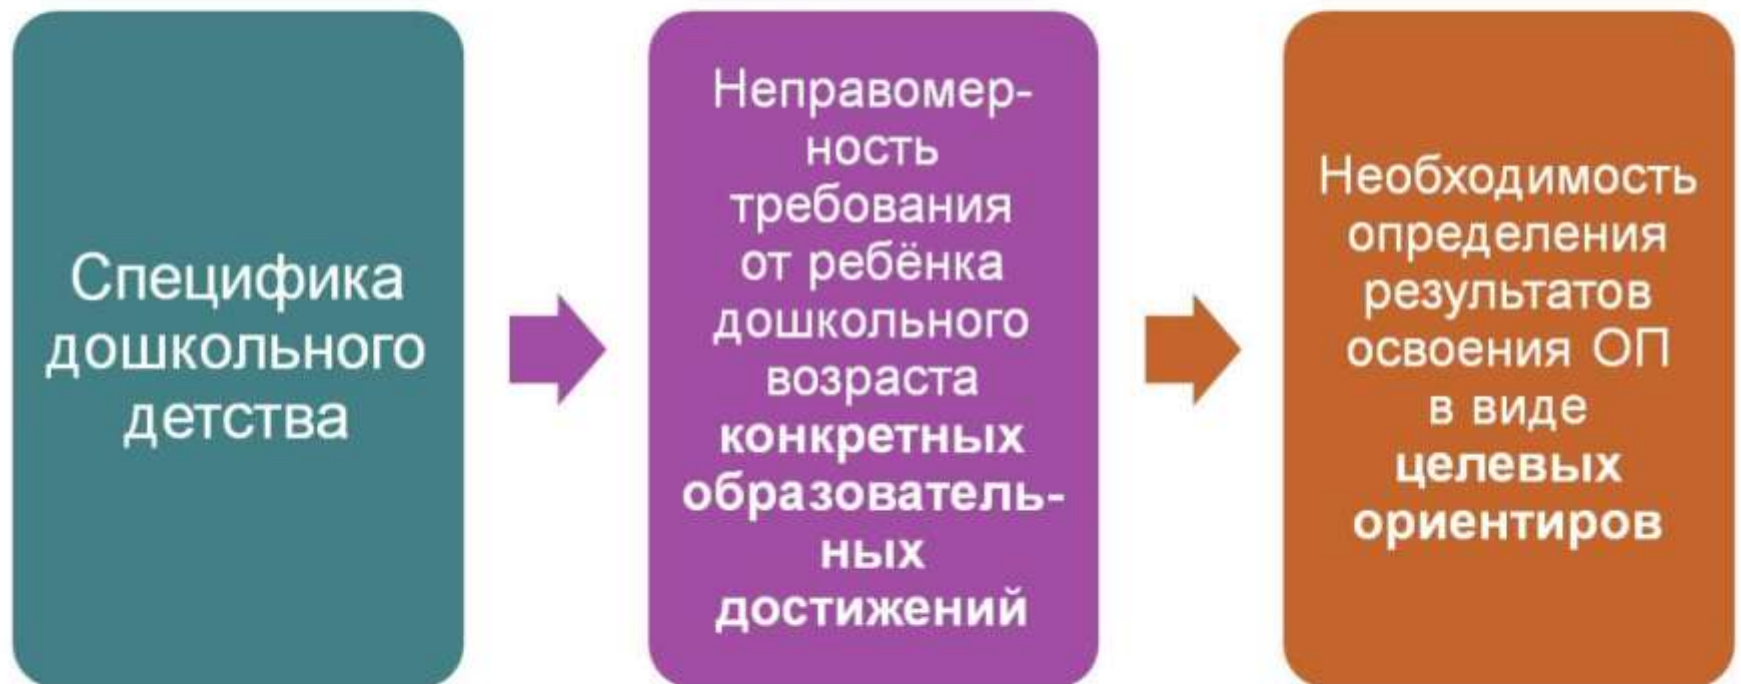 Специфика
дошкольного
детства
Неправомер-
ность
требования
от ребёнка
дошкольного
возраста
конкретных
образователь-
ных
достижений
Необходимость
определения
результатов
освоения ОП
в виде
целевых
ориентиров